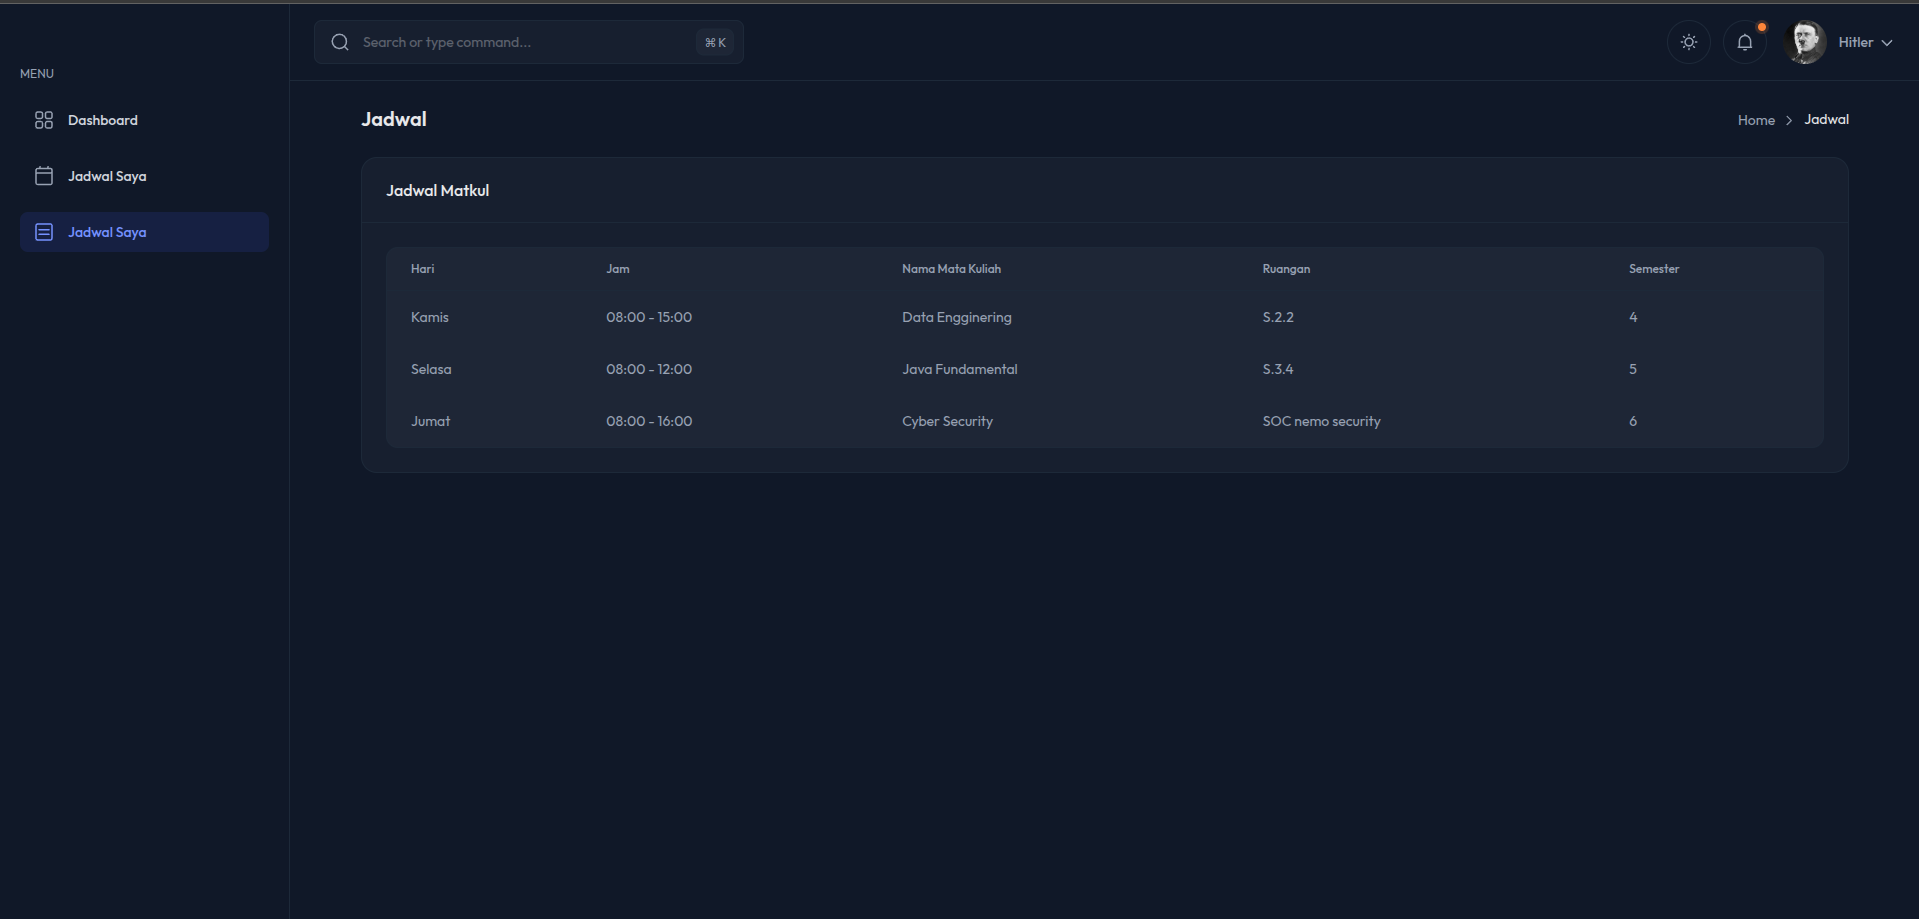 Search or type command...
⌘ K
Hitler
MENU
Dashboard
Jadwal Saya
Jadwal Saya
Jadwal
Home > Jadwal
Jadwal Matkul
Hari Jam Nama Mata Kuliah Ruangan Semester
Kamis 08:00 - 15:00 Data Engginering S.2.2 4
Selasa 08:00 - 12:00 Java Fundamental S.3.4 5
Jumat 08:00 - 16:00 Cyber Security SOC nemo security 6